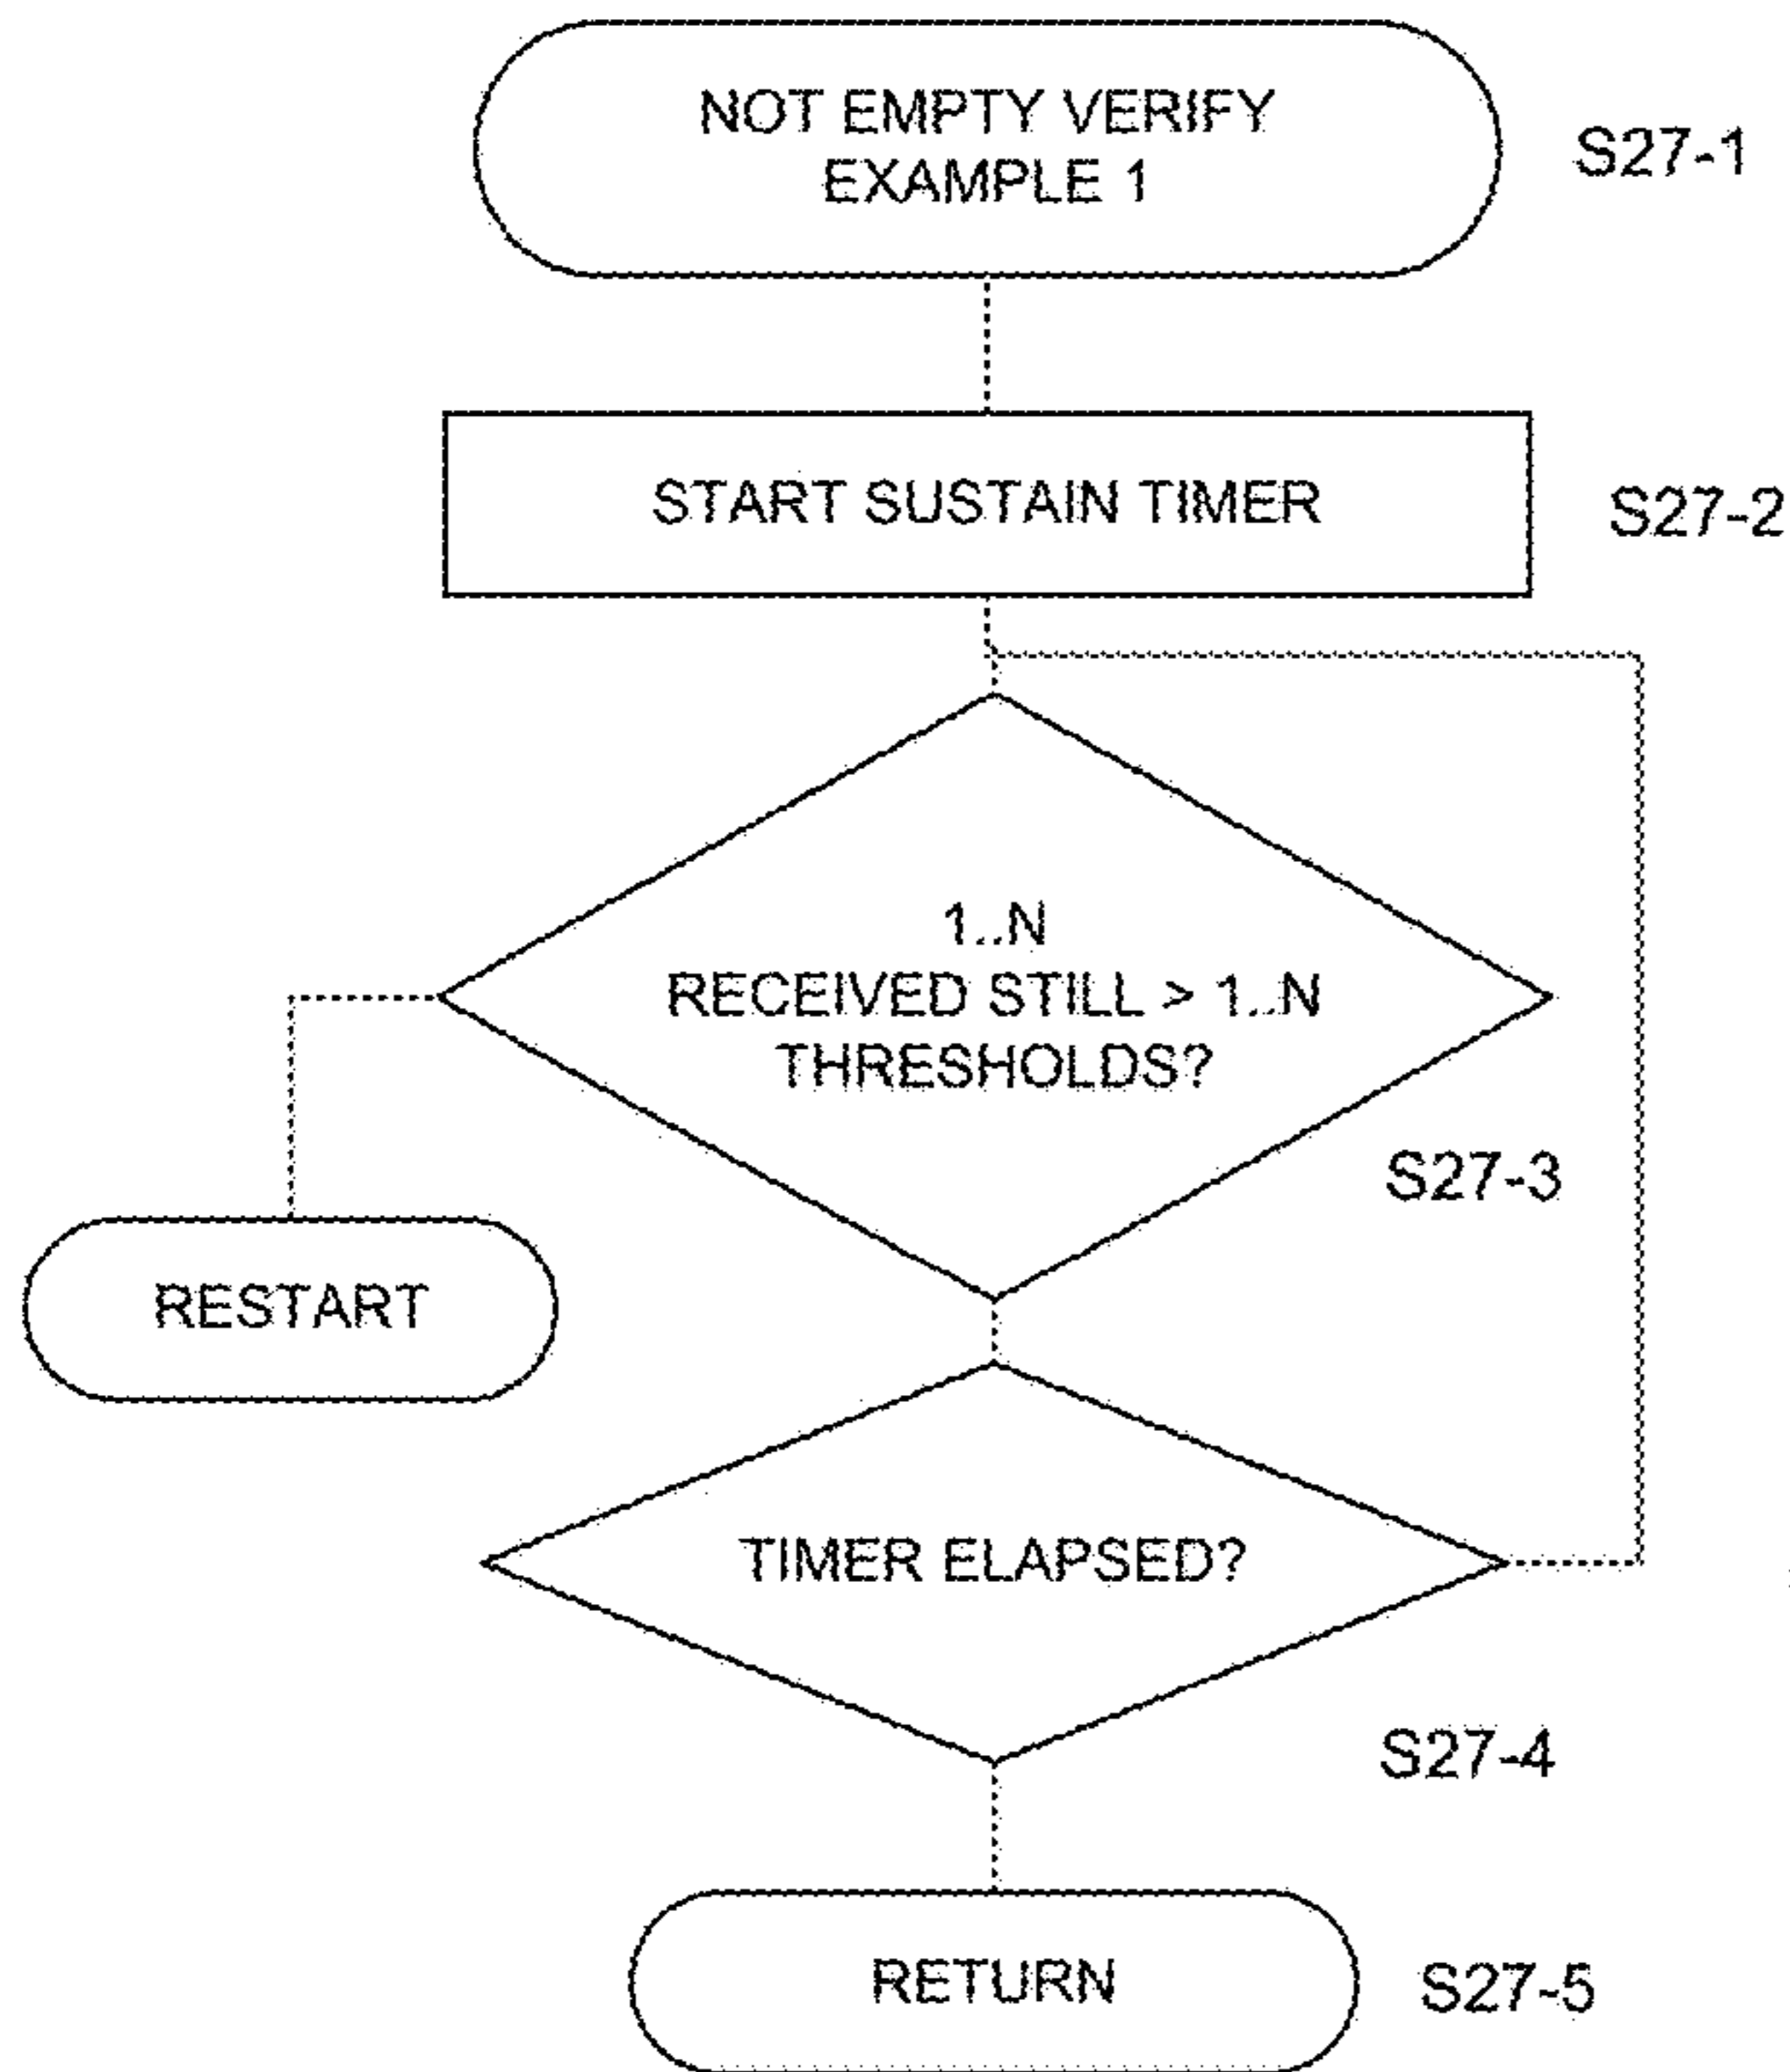 NOT EMPTY VERIFY
EXAMPLE 1
S27-1
START SUSTAIN TIMER
S27-2
1..N
RECEIVED STILL > 1..N
THRESHOLDS?
S27-3
RESTART
TIMER ELAPSED?
S27-4
RETURN
S27-5